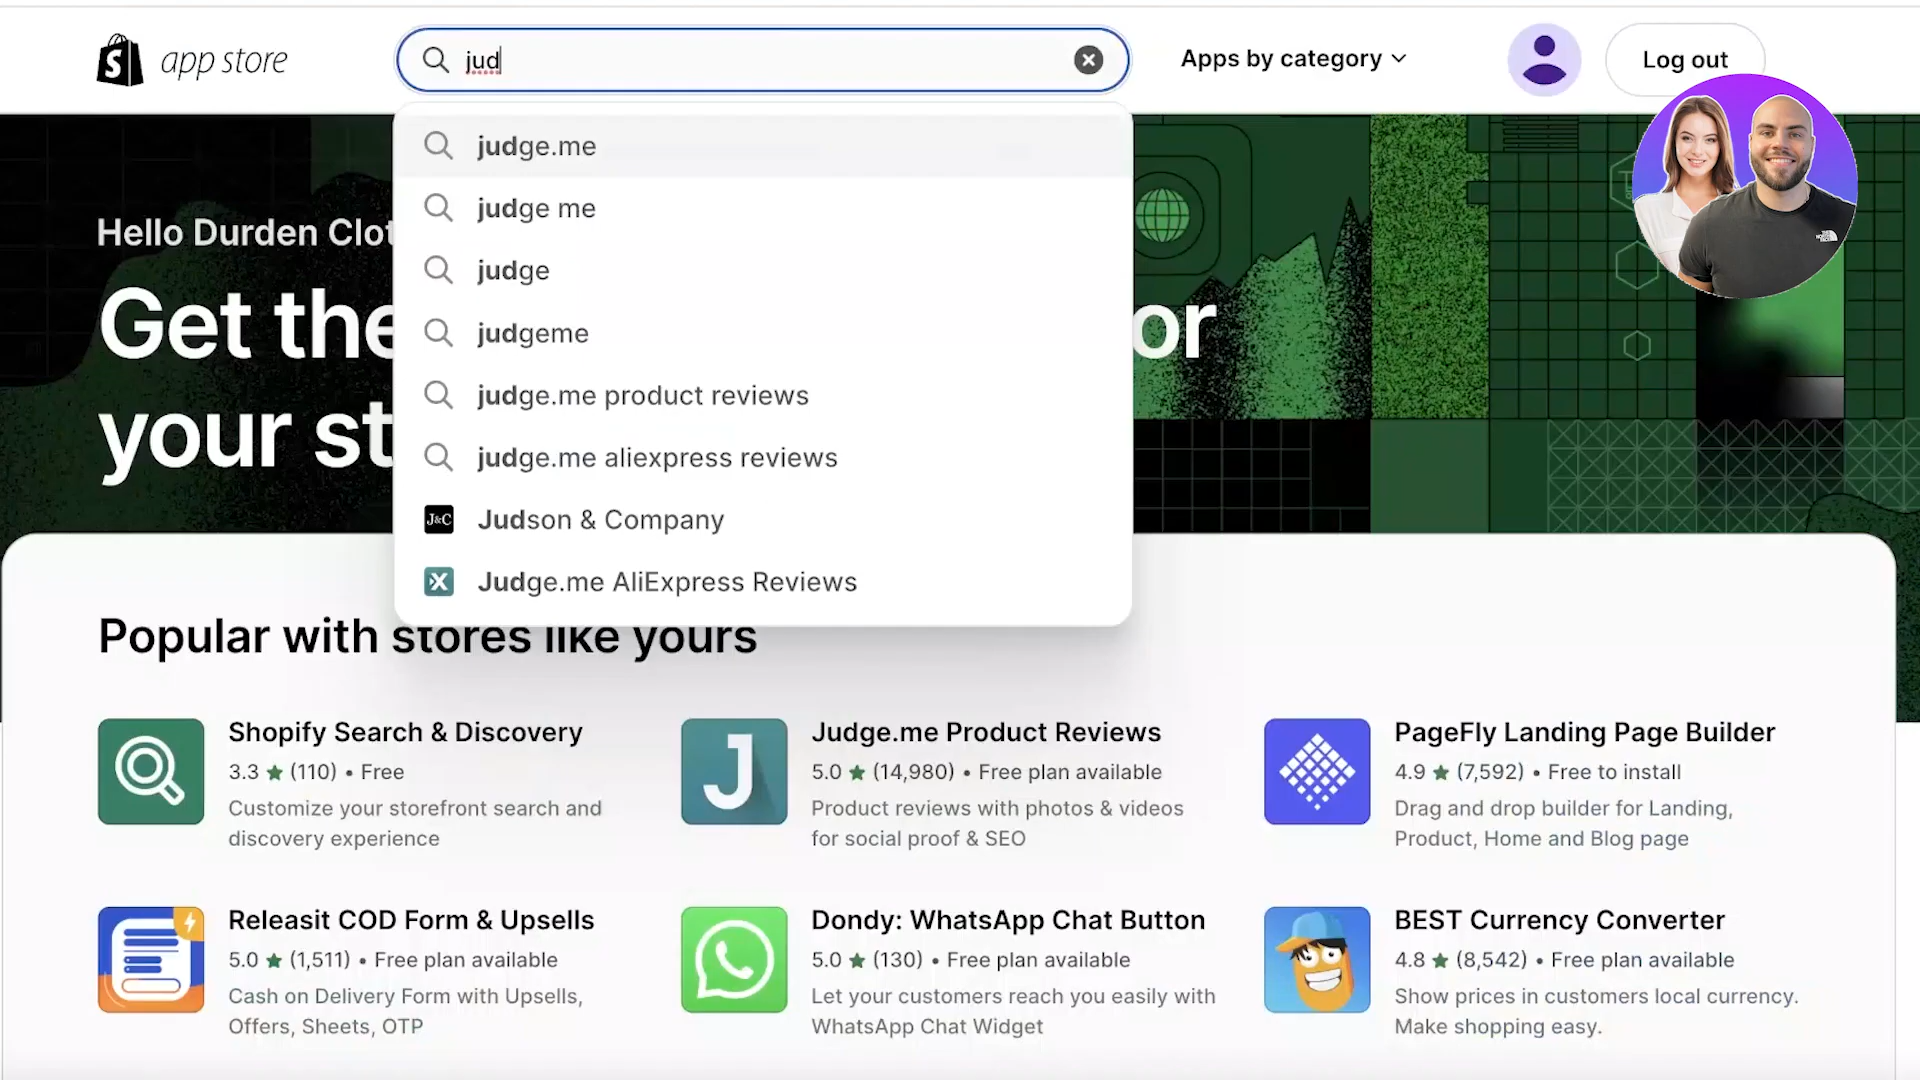 app store
jud
Apps by category
Log out
judge.me
judge me
judge
judgeme
judge.me product reviews
judge.me aliexpress reviews
J&C Judson & Company
Judge.me AliExpress Reviews
Hello Durden Clot
Get the or
your st
Popular with stores like yours
Shopify Search & Discovery
3.3 ★ (110) • Free
Customize your storefront search and
discovery experience
Judge.me Product Reviews
5.0 ★ (14,980) • Free plan available
Product reviews with photos & videos
for social proof & SEO
PageFly Landing Page Builder
4.9 ★ (7,592) • Free to install
Drag and drop builder for Landing,
Product, Home and Blog page
Releasit COD Form & Upsells
5.0 ★ (1,511) • Free plan available
Cash on Delivery Form with Upsells,
Offers, Sheets, OTP
Dondy: WhatsApp Chat Button
5.0 ★ (130) • Free plan available
Let your customers reach you easily with
WhatsApp Chat Widget
BEST Currency Converter
4.8 ★ (8,542) • Free plan available
Show prices in customers local currency.
Make shopping easy.